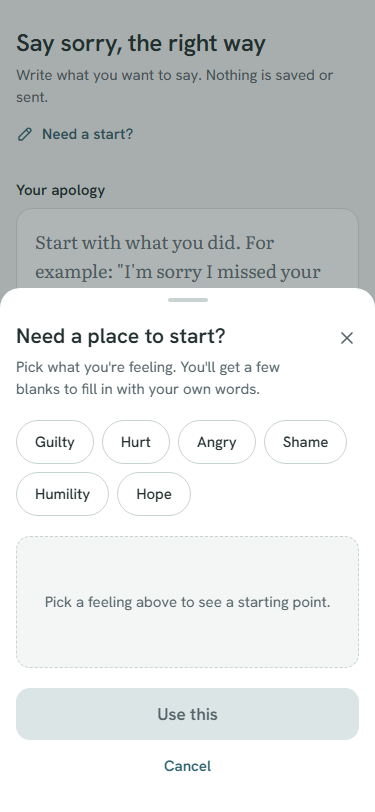 Say sorry, the right way
Write what you want to say. Nothing is saved or
sent.
Need a start?
Your apology
Start with what you did. For
example: "I'm sorry I missed your
Need a place to start?
Pick what you're feeling. You'll get a few
blanks to fill in with your own words.
Guilty Hurt Angry Shame
Humility Hope
Pick a feeling above to see a starting point.
Use this
Cancel